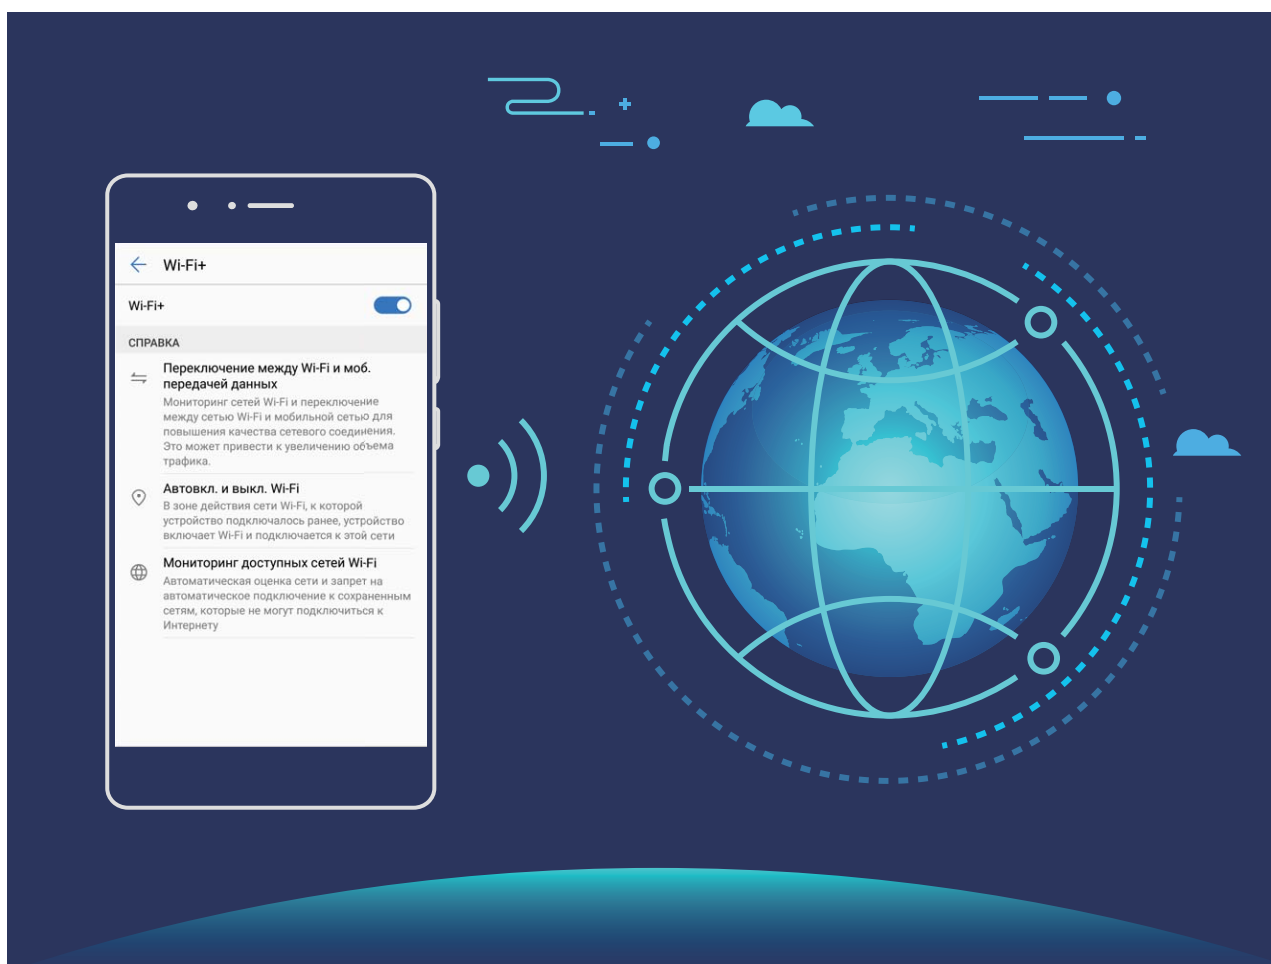 Wi-Fi+
Wi-Fi+
СПРАВКА
Переключение между Wi-Fi и моб.
передачей данных
Мониторинг сетей Wi-Fi и переключение
между сетью Wi-Fi и мобильной сетью для
повышения качества сетевого соединения.
Это может привести к увеличению объема
трафика.
Автовкл. и выкл. Wi-Fi
В зоне действия сети Wi-Fi, к которой
устройство подключалось ранее, устройство
включает Wi-Fi и подключается к этой сети
Мониторинг доступных сетей Wi-Fi
Автоматическая оценка сети и запрет на
автоматическое подключение к сохраненным
сетям, которые не могут подключиться к
Интернету